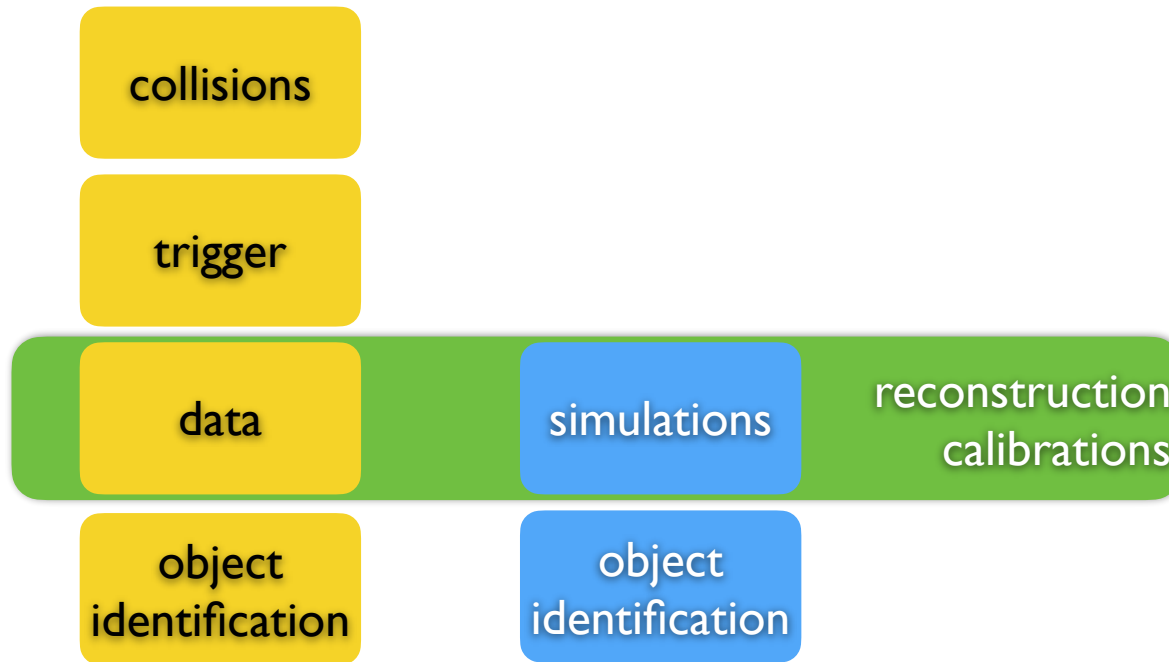 collisions
trigger
data
simulations
reconstruction
calibrations
object
identification
object
identification